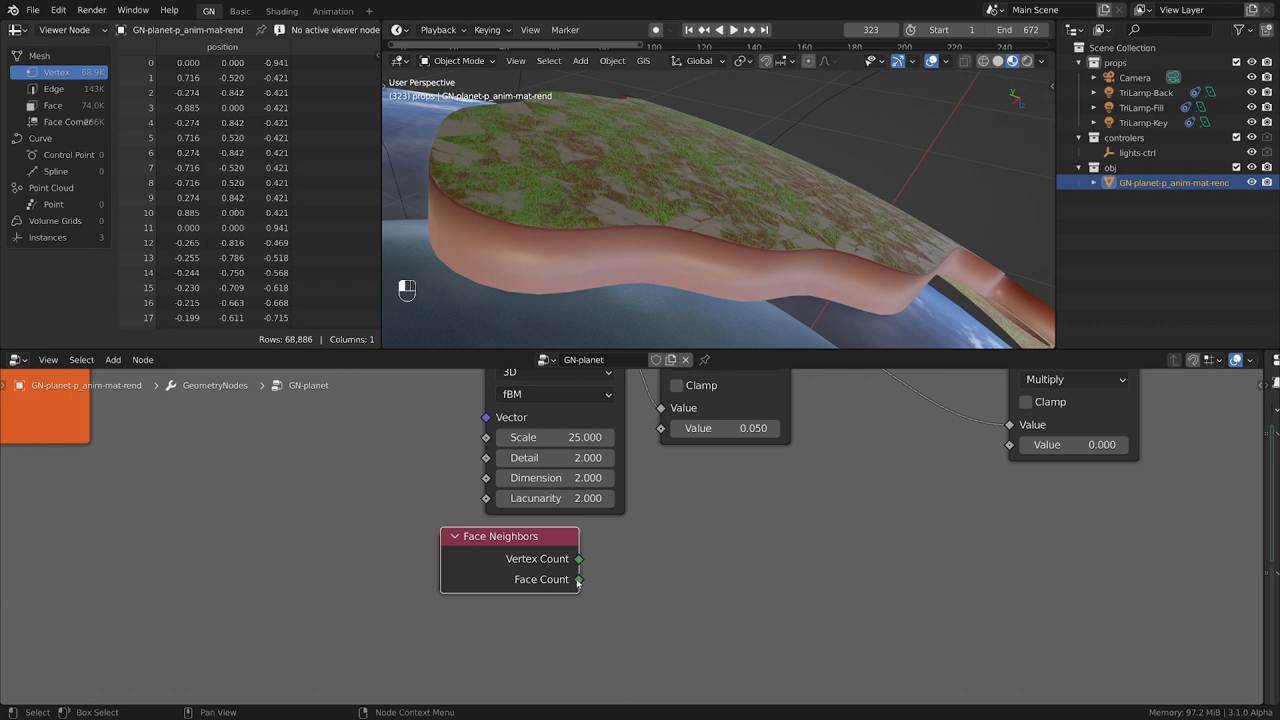 File Edit Render Window Help GN Basic Shading Animation Main Scene View Layer
Viewer Node GN-planet-p_anim-mat-rend No active viewer node
Playback Keying View Marker 323 Start 1 End 672
100 120 140 160 180 200 220 240
Mesh
Vertex 68.9K
Edge 143K
Face 74.0K
Face Corner
Curve
Control Point 0
Spline 0
Point Cloud
Point 0
Volume Grids 0
Instances 3
position
0 0.000 0.000 -0.941
1 0.716 -0.520 -0.421
2 -0.274 -0.842 -0.421
3 -0.885 0.000 -0.421
4 -0.274 0.842 -0.421
5 0.716 0.520 -0.421
6 0.274 -0.842 0.421
7 -0.716 -0.520 0.421
8 -0.716 0.520 0.421
9 0.274 0.842 0.421
10 0.885 0.000 0.421
11 0.000 0.000 0.941
12 -0.265 -0.816 -0.469
13 -0.255 -0.786 -0.518
14 -0.244 -0.750 -0.568
15 -0.230 -0.709 -0.618
16 -0.215 -0.663 -0.668
17 -0.199 -0.611 -0.715
Rows: 68,886 | Columns: 1
Object Mode View Select Add Object GIS Global
User Perspective
(323) props | GN-planet-p_anim-mat-rend
Y
Z
Scene Collection
props
Camera
TriLamp-Back
TriLamp-Fill
TriLamp-Key
controlers
lights-ctrl
obj
GN-planet-p_anim-mat-rend
View Select Add Node GN-planet
GN-planet-p_anim-mat-rend GeometryNodes GN-planet
3D
fBM
Vector
Scale 25.000
Detail 2.000
Dimension 2.000
Lacunarity 2.000
Clamp
Value
Value 0.050
Multiply
Clamp
Value
Value 0.000
Face Neighbors
Vertex Count
Face Count
Select Box Select Pan View Node Context Menu Memory: 97.2 MiB | 3.1.0 Alpha